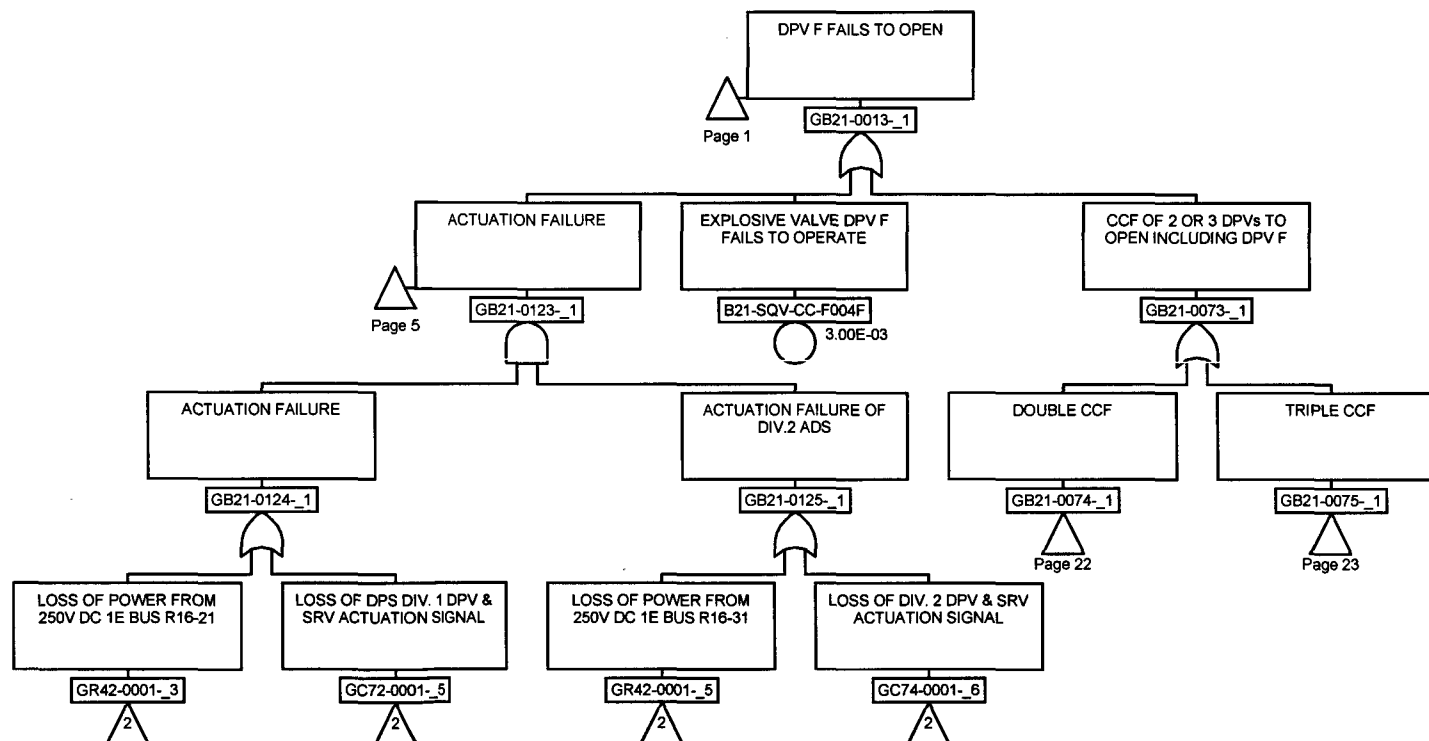 DPV F FAILS TO OPEN
Page 1
GB21-0013-_1
ACTUATION FAILURE
Page 5
GB21-0123-_1
EXPLOSIVE VALVE DPV F
FAILS TO OPERATE
B21-SQV-CC-F004F
3.00E-03
CCF OF 2 OR 3 DPVs TO
OPEN INCLUDING DPV F
GB21-0073-_1
ACTUATION FAILURE
GB21-0124-_1
ACTUATION FAILURE OF
DIV.2 ADS
GB21-0125-_1
DOUBLE CCF
GB21-0074-_1
Page 22
TRIPLE CCF
GB21-0075-_1
Page 23
LOSS OF POWER FROM
250V DC 1E BUS R16-21
GR42-0001-_3
2
LOSS OF DPS DIV. 1 DPV &
SRV ACTUATION SIGNAL
GC72-0001-_5
2
LOSS OF POWER FROM
250V DC 1E BUS R16-31
GR42-0001-_5
2
LOSS OF DIV. 2 DPV & SRV
ACTUATION SIGNAL
GC74-0001-_6
2